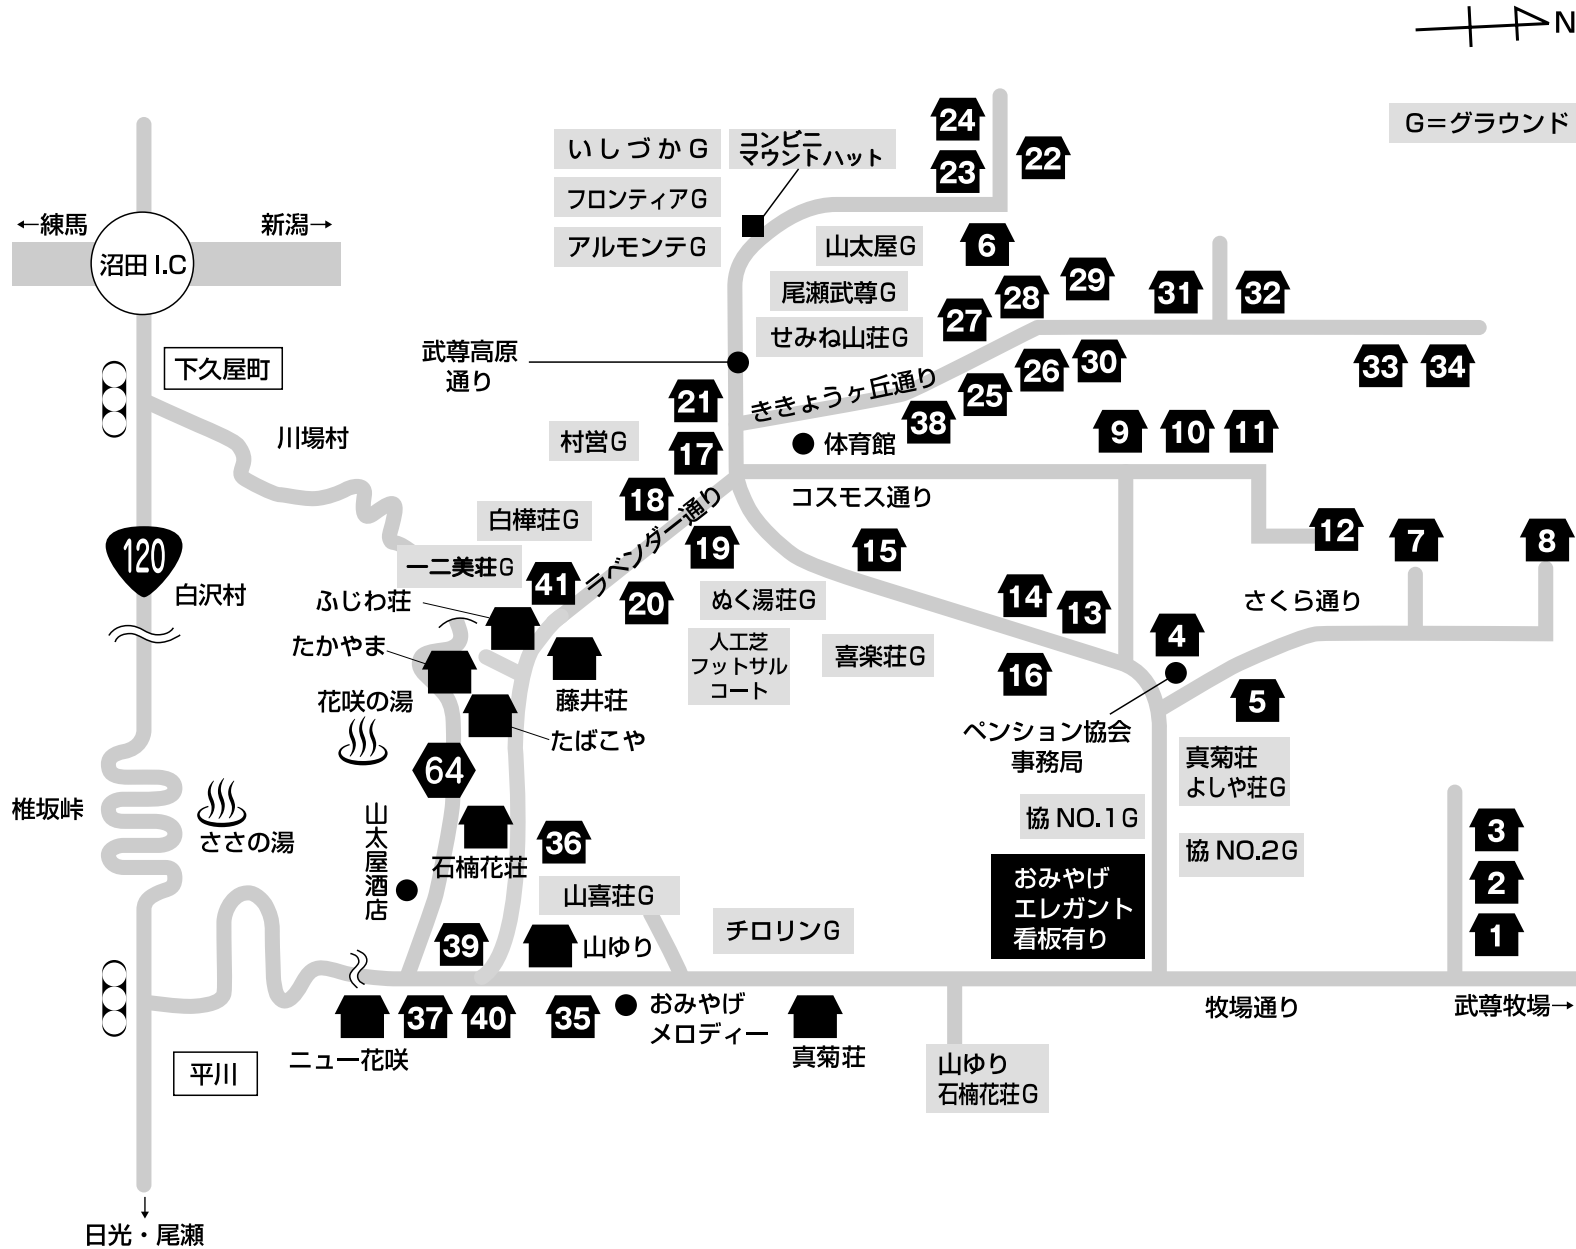 N
G=グラウンド
24
23
22
いしづかG
コンビニ
マウントハット
フロンティアG
アルモンテG
←練馬
新潟→
沼田 I.C
山太屋G
6
尾瀬武尊G
せみね山荘G
27
28
29
31
32
武尊高原
通り
下久屋町
ききょうヶ丘通り
26
30
33
34
25
38
21
川場村
村営G
17
体育館
9
10
11
コスモス通り
18
白樺荘G
ラベンダー通り
19
15
12
7
8
120
白沢村
一二美荘G
41
20
ぬく湯荘G
14
13
さくら通り
ふじわ荘
たかやま
人工芝
フットサル
コート
喜楽荘G
4
16
5
花咲の湯
藤井荘
たばこや
ペンション協会
事務局
真菊荘
よしや荘G
64
椎坂峠
ささの湯
山太屋酒店
石楠花荘
36
協 NO.1G
協 NO.2G
3
2
1
山喜荘G
おみやげ
エレガント
看板有り
チロリンG
39
山ゆり
37
40
35
おみやげ
メロディー
ニュー花咲
真菊荘
牧場通り
武尊牧場→
平川
山ゆり
石楠花荘G
日光・尾瀬